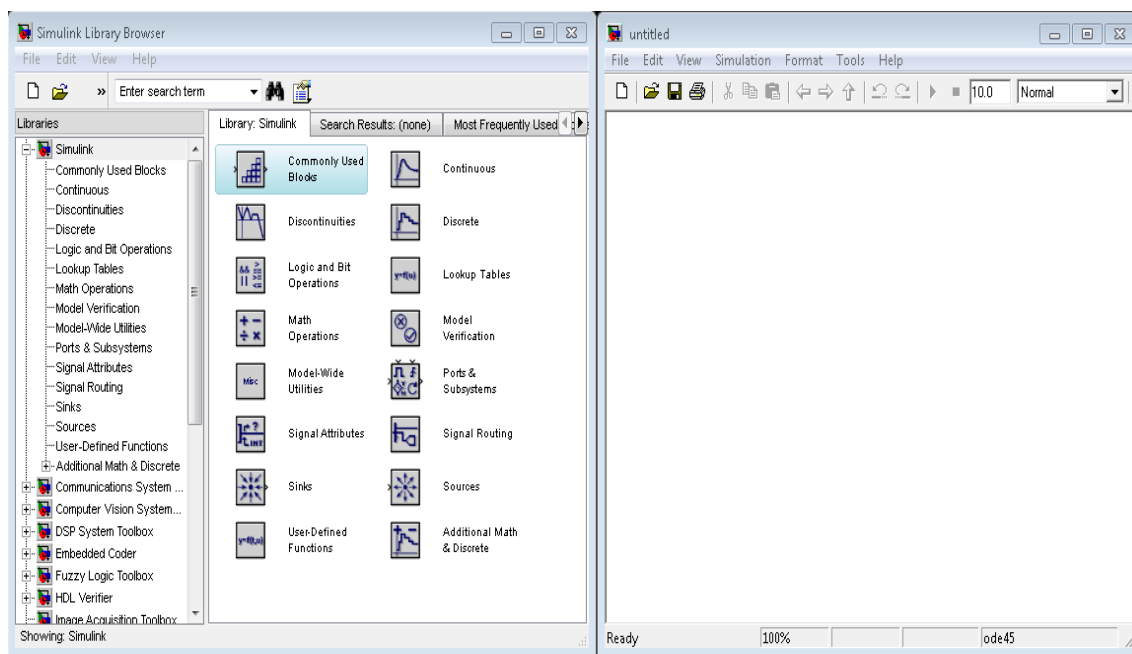 Simulink Library Browser
File Edit View Help
» Enter search term
Libraries
Simulink
Commonly Used Blocks
Continuous
Discontinuities
Discrete
Logic and Bit Operations
Lookup Tables
Math Operations
Model Verification
Model-Wide Utilities
Ports & Subsystems
Signal Attributes
Signal Routing
Sinks
Sources
User-Defined Functions
Additional Math & Discrete
Communications System ...
Computer Vision System...
DSP System Toolbox
Embedded Coder
Fuzzy Logic Toolbox
HDL Verifier
Image Acquisition Toolbox
Library: Simulink Search Results: (none) Most Frequently Used
Commonly Used
Blocks
Continuous
Discontinuities
Discrete
Logic and Bit
Operations
y=f(u)
Lookup Tables
Math
Operations
Model
Verification
Misc
Model-Wide
Utilities
Ports &
Subsystems
Signal Attributes
Signal Routing
Sinks
Sources
User-Defined
Functions
Additional Math
& Discrete
Showing: Simulink
untitled
File Edit View Simulation Format Tools Help
10.0 Normal
Ready 100% ode45